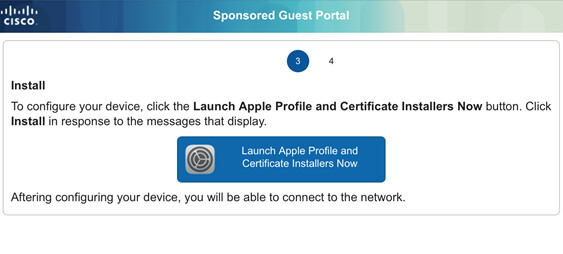 CISCO
Sponsored Guest Portal
3 4
Install
To configure your device, click the Launch Apple Profile and Certificate Installers Now button. Click
Install in response to the messages that display.
Launch Apple Profile and
Certificate Installers Now
Aftering configuring your device, you will be able to connect to the network.